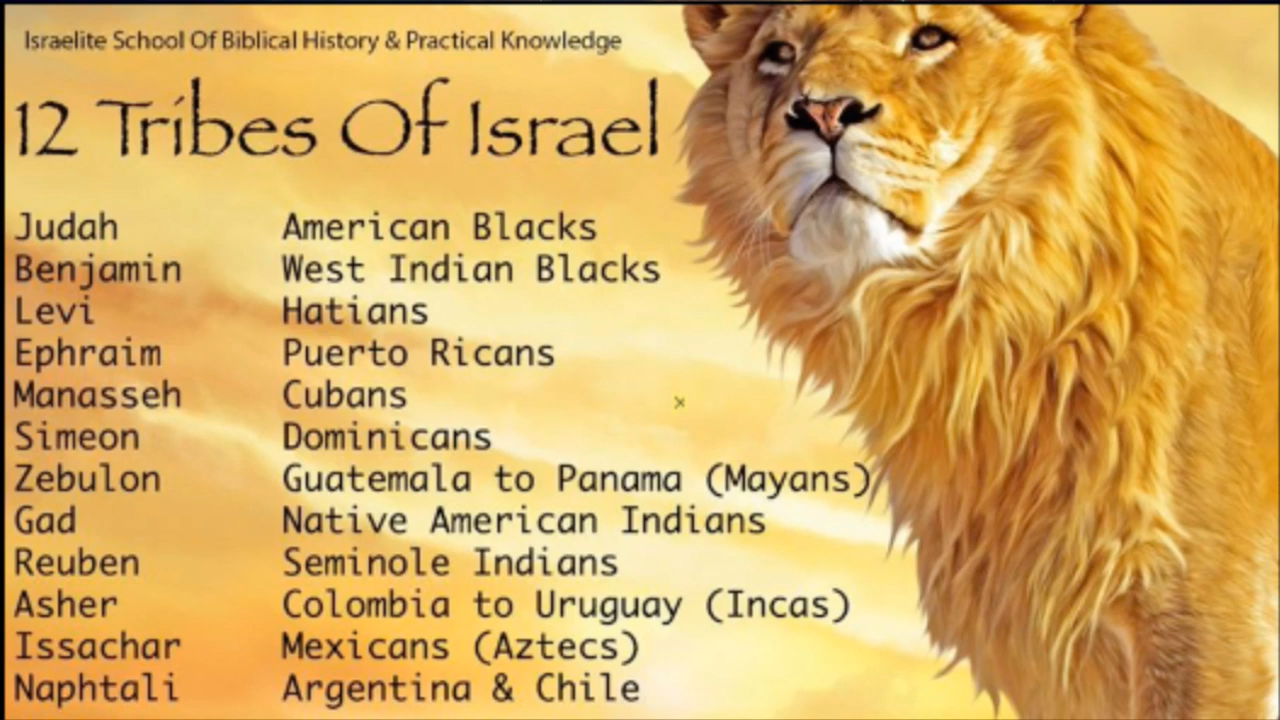 Israelite School Of Biblical History & Practical Knowledge
12 Tribes Of Israel
Judah American Blacks
Benjamin West Indian Blacks
Levi Hatians
Ephraim Puerto Ricans
Manasseh Cubans
Simeon Dominicans
Zebulon Guatemala to Panama (Mayans)
Gad Native American Indians
Reuben Seminole Indians
Asher Colombia to Uruguay (Incas)
Issachar Mexicans (Aztecs)
Naphtali Argentina & Chile